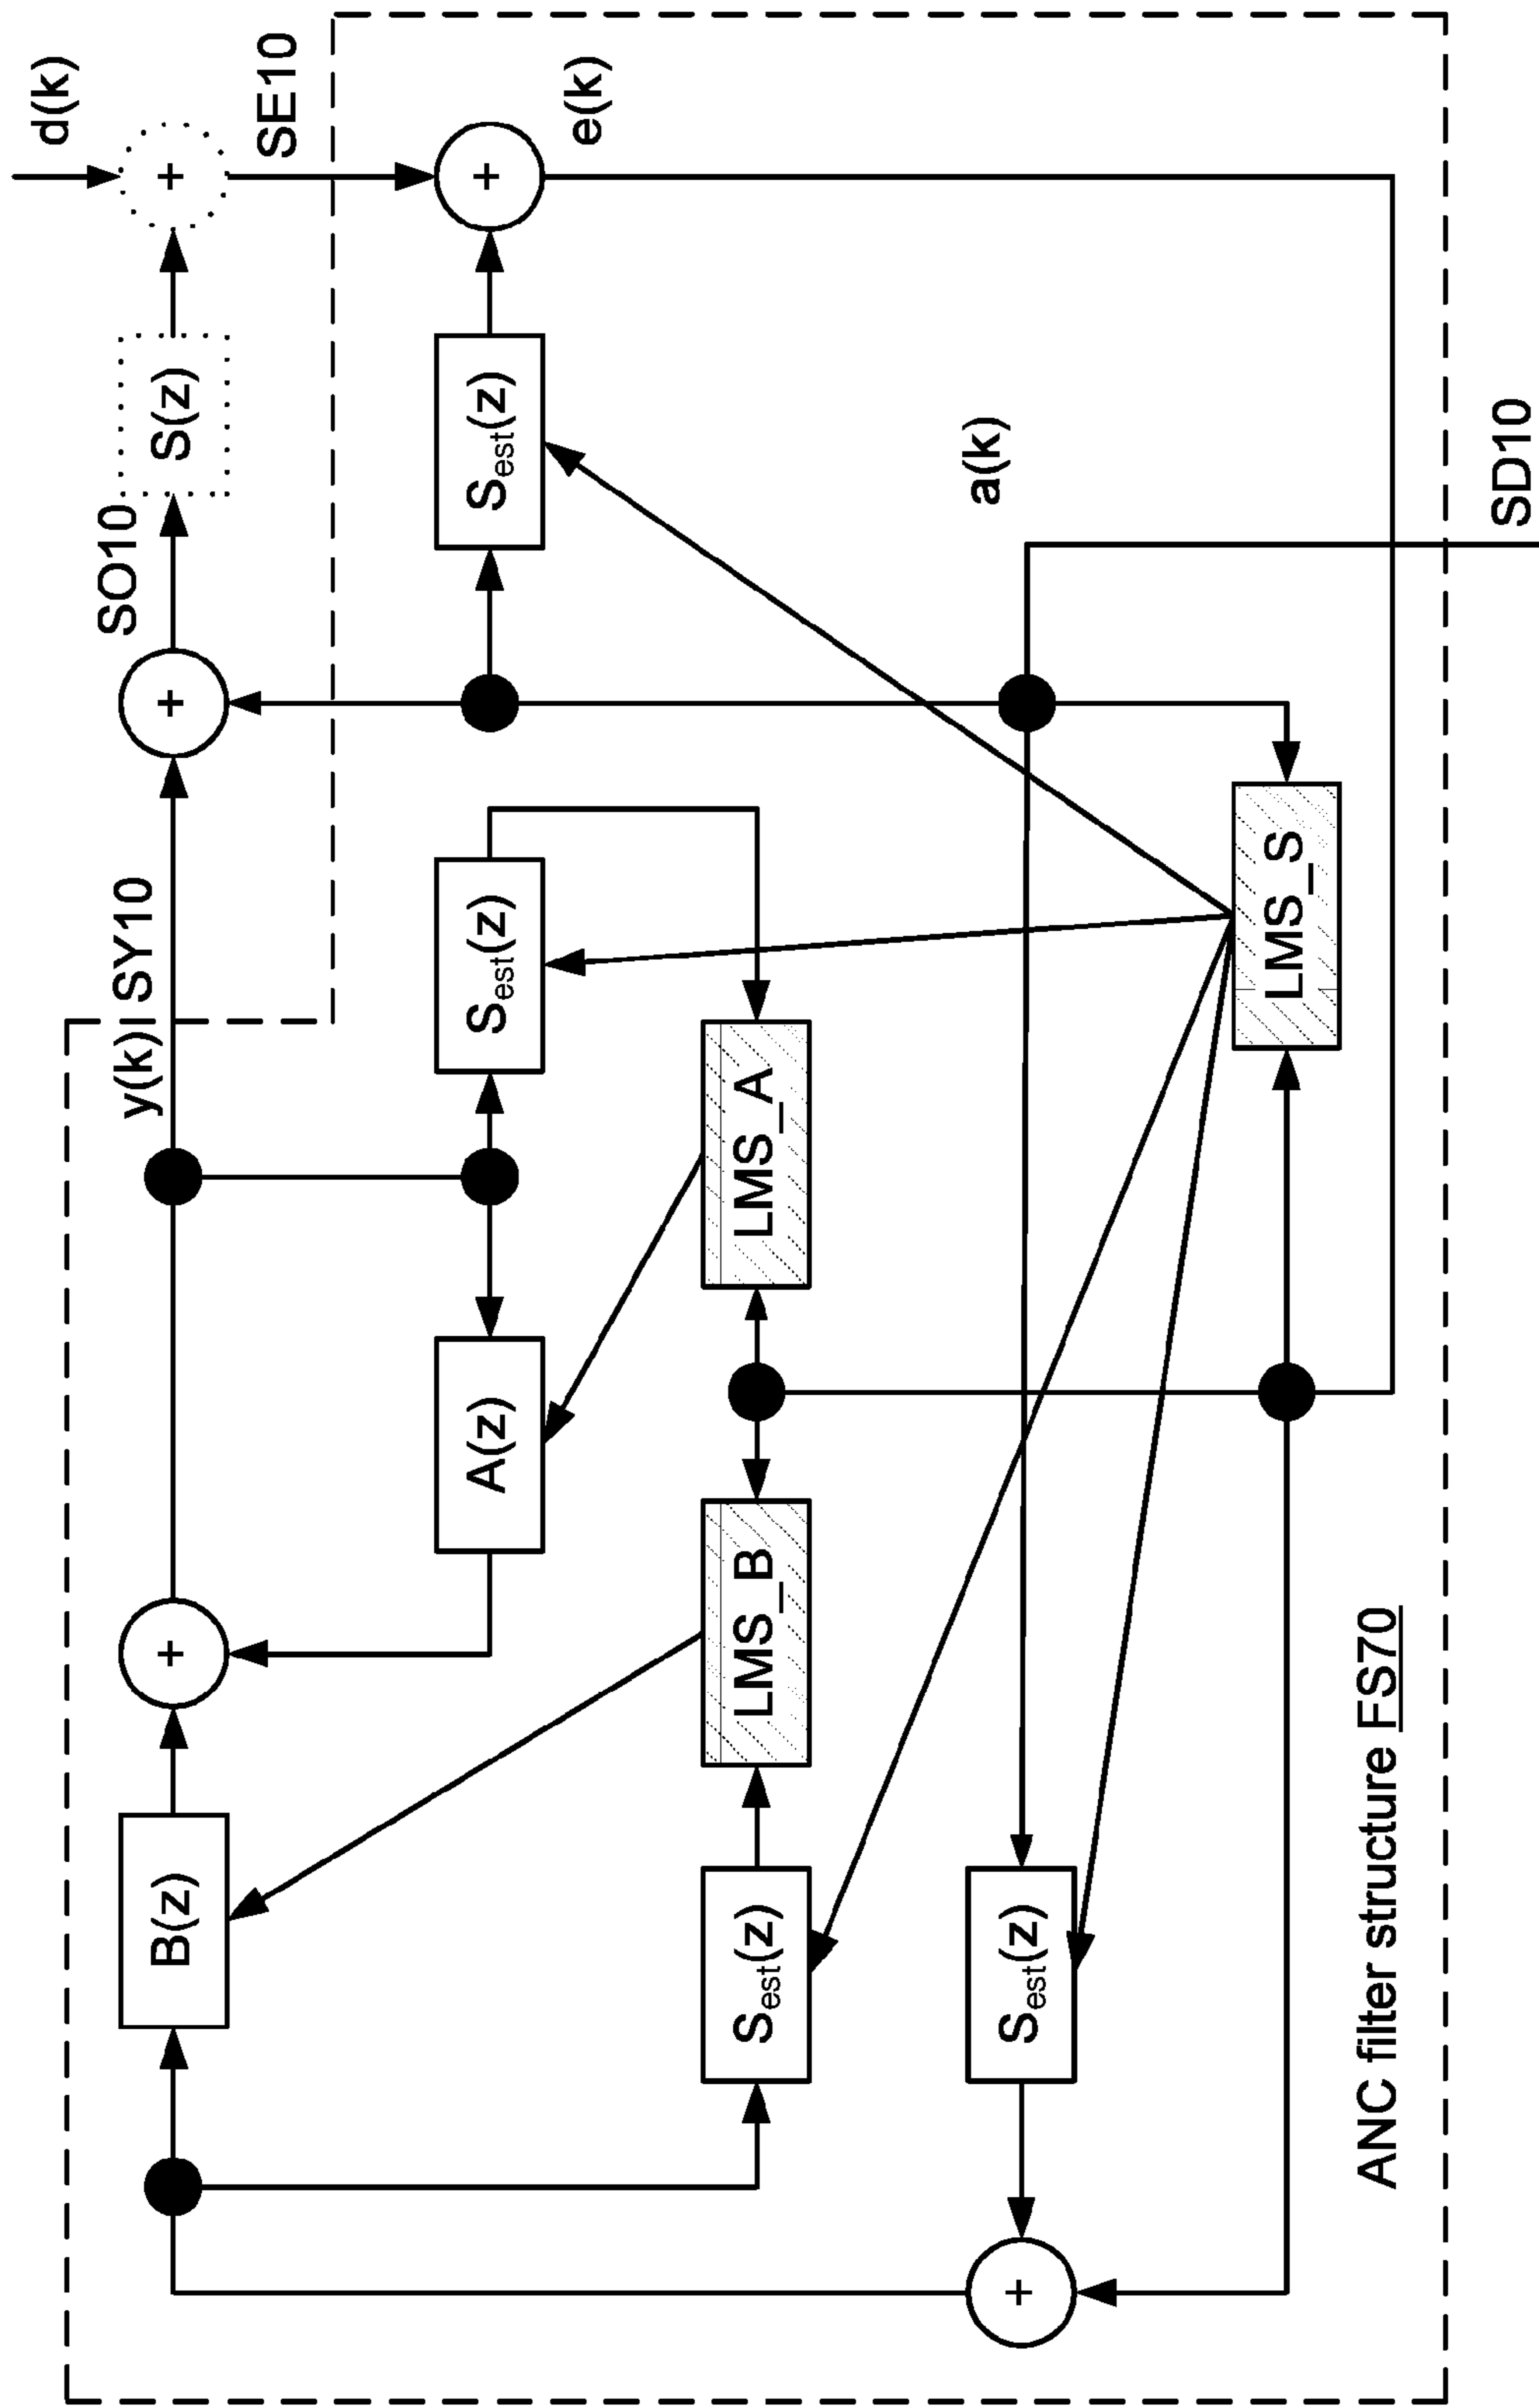 d(k)
+
SE10
S(z)
SO10
+
y(k)
SY10
+
B(z)
+
e(k)
Sest(z)
Sest(z)
A(z)
LMS_A
LMS_B
Sest(z)
a(k)
Sest(z)
+
LMS_S
SD10
ANC filter structure FS70